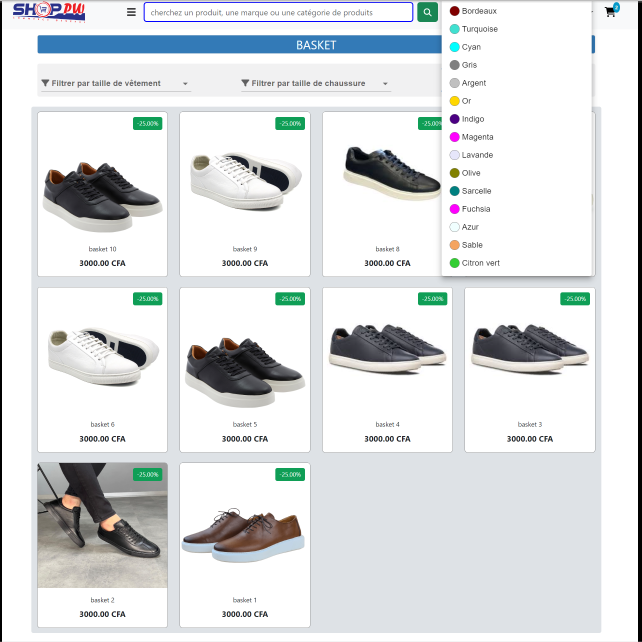 SHOP.PUB
cherchez un produit, une marque ou une catégorie de produits
BASKET
Filtrer par taille de vêtement
Filtrer par taille de chaussure
Bordeaux
Turquoise
Cyan
Gris
Argent
Or
Indigo
Magenta
Lavande
Olive
Sarcelle
Fuchsia
Azur
Sable
Citron vert
-25.00%
basket 10
3000.00 CFA
-25.00%
basket 9
3000.00 CFA
-25.00%
basket 8
3000.00 CFA
-25.00%
basket 6
3000.00 CFA
-25.00%
basket 5
3000.00 CFA
-25.00%
basket 4
3000.00 CFA
-25.00%
basket 3
3000.00 CFA
-25.00%
basket 2
3000.00 CFA
-25.00%
basket 1
3000.00 CFA